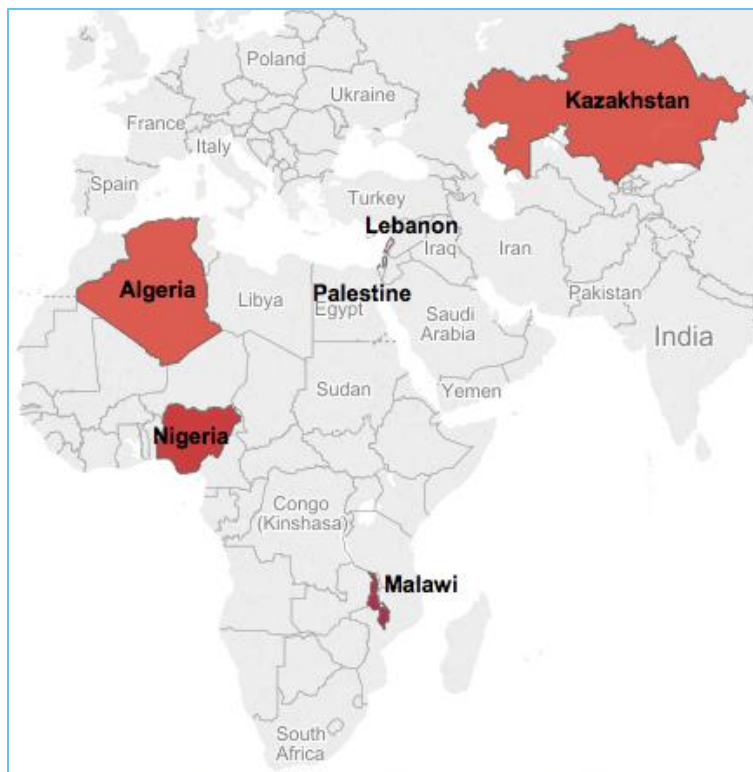 Poland
Kazakhstan
Ukraine
France
Italy
Spain
Turkey
Lebanon
Iraq
Iran
Algeria
Palestine
Libya
Egypt
Pakistan
Saudi
Arabia
India
Sudan
Yemen
Nigeria
Congo
(Kinshasa)
Malawi
South
Africa